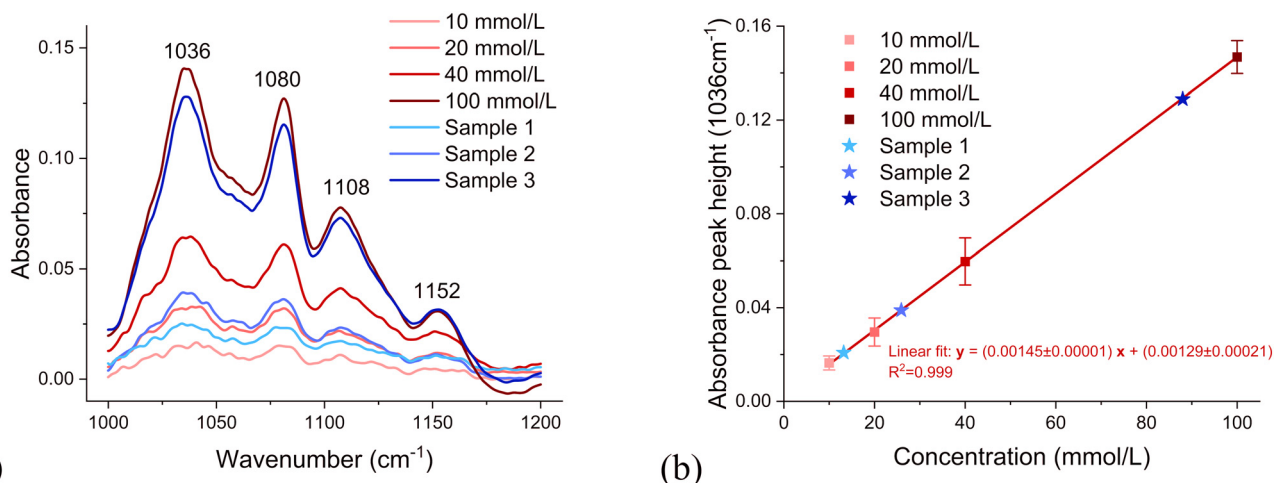 10 mmol/L
20 mmol/L
40 mmol/L
100 mmol/L
Sample 1
Sample 2
Sample 3
1036
1080
1108
1152
0.15
0.10
0.05
0.00
Absorbance
1000
1050
1100
1150
1200
Wavenumber (cm⁻¹)
)
0.16
0.12
0.08
0.04
0.00
Absorbance peak height (1036cm⁻¹)
10 mmol/L
20 mmol/L
40 mmol/L
100 mmol/L
Sample 1
Sample 2
Sample 3
Linear fit: y = (0.00145±0.00001) x + (0.00129±0.00021)
R²=0.999
0
20
40
60
80
100
Concentration (mmol/L)
(b)